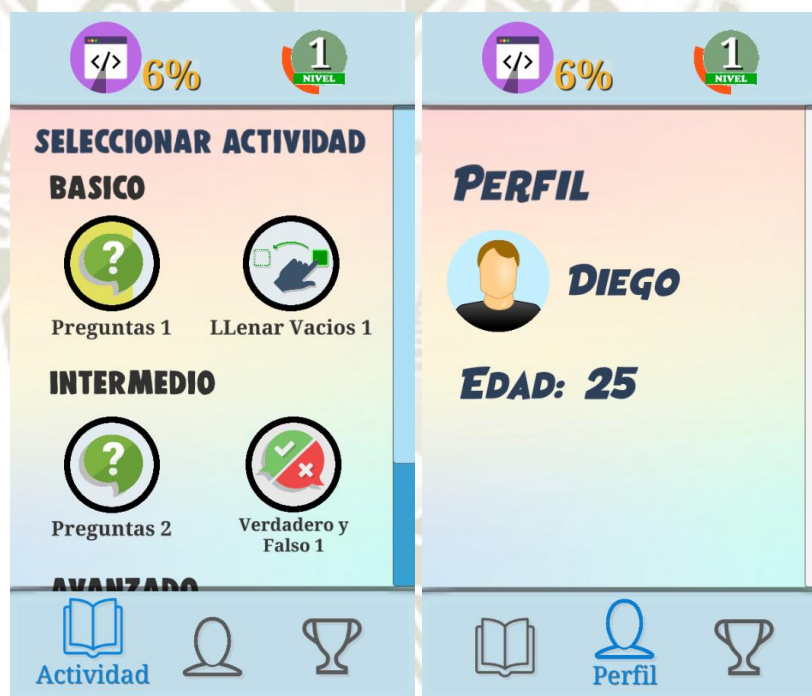 </> 6% 1
NIVEL
SELECCIONAR ACTIVIDAD
BASICO
?
Preguntas 1 LLenar Vacios 1
INTERMEDIO
?
Preguntas 2 Verdadero y
Falso 1
AVANZADO
Actividad
</> 6% 1
NIVEL
PERFIL
DIEGO
EDAD: 25
Perfil